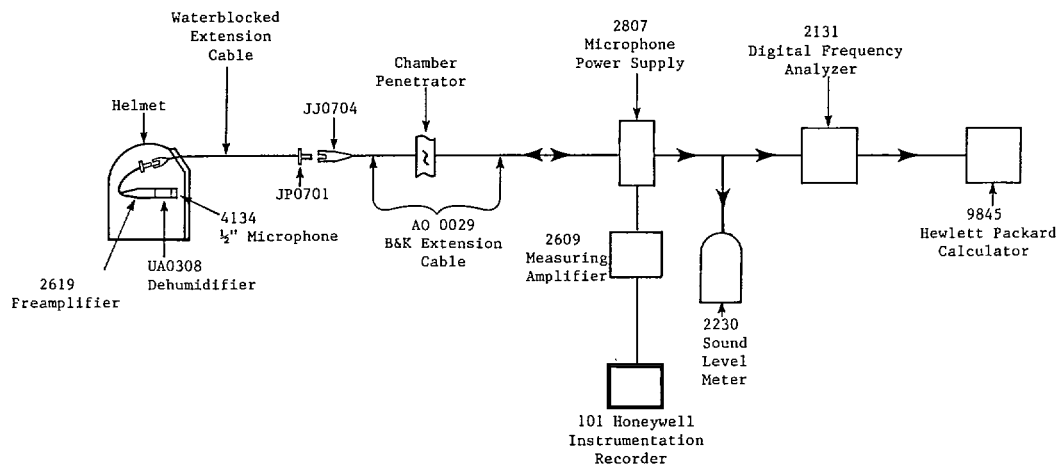 Waterblocked
Extension
Cable
Helmet
JJ0704
Chamber
Penetrator
2807
Microphone
Power Supply
2131
Digital Frequency
Analyzer
JP0701
4134
½" Microphone
UA0308
Dehumidifier
2619
Freamplifier
AO 0029
B&K Extension
Cable
2609
Measuring
Amplifier
2230
Sound
Level
Meter
9845
Hewlett Packard
Calculator
101 Honeywell
Instrumentation
Recorder